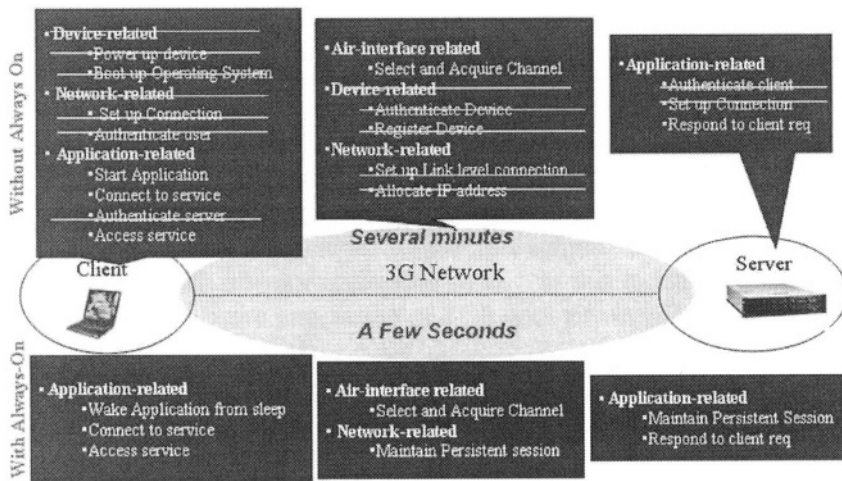 Without Always On
▪ Device-related
•Power up device
•Boot up Operating System
▪ Network-related
• Set up Connection
•Authenticate user
▪ Application-related
•Start Application
•Connect to service
•Authenticate server
•Access service
▪ Air-interface related
•Select and Acquire Channel
▪ Device-related
•Authenticate Device
•Register Device
▪ Network-related
•Set up Link level connection
•Allocate IP address
▪ Application-related
•Authenticate client
•Set up Connection
•Respond to client req
Several minutes
Client
3G Network
Server
A Few Seconds
With Always-On
▪ Application-related
•Wake Application from sleep
•Connect to service
•Access service
▪ Air-interface related
•Select and Acquire Channel
▪ Network-related
•Maintain Persistent session
▪ Application-related
•Maintain Persistent Session
•Respond to client req